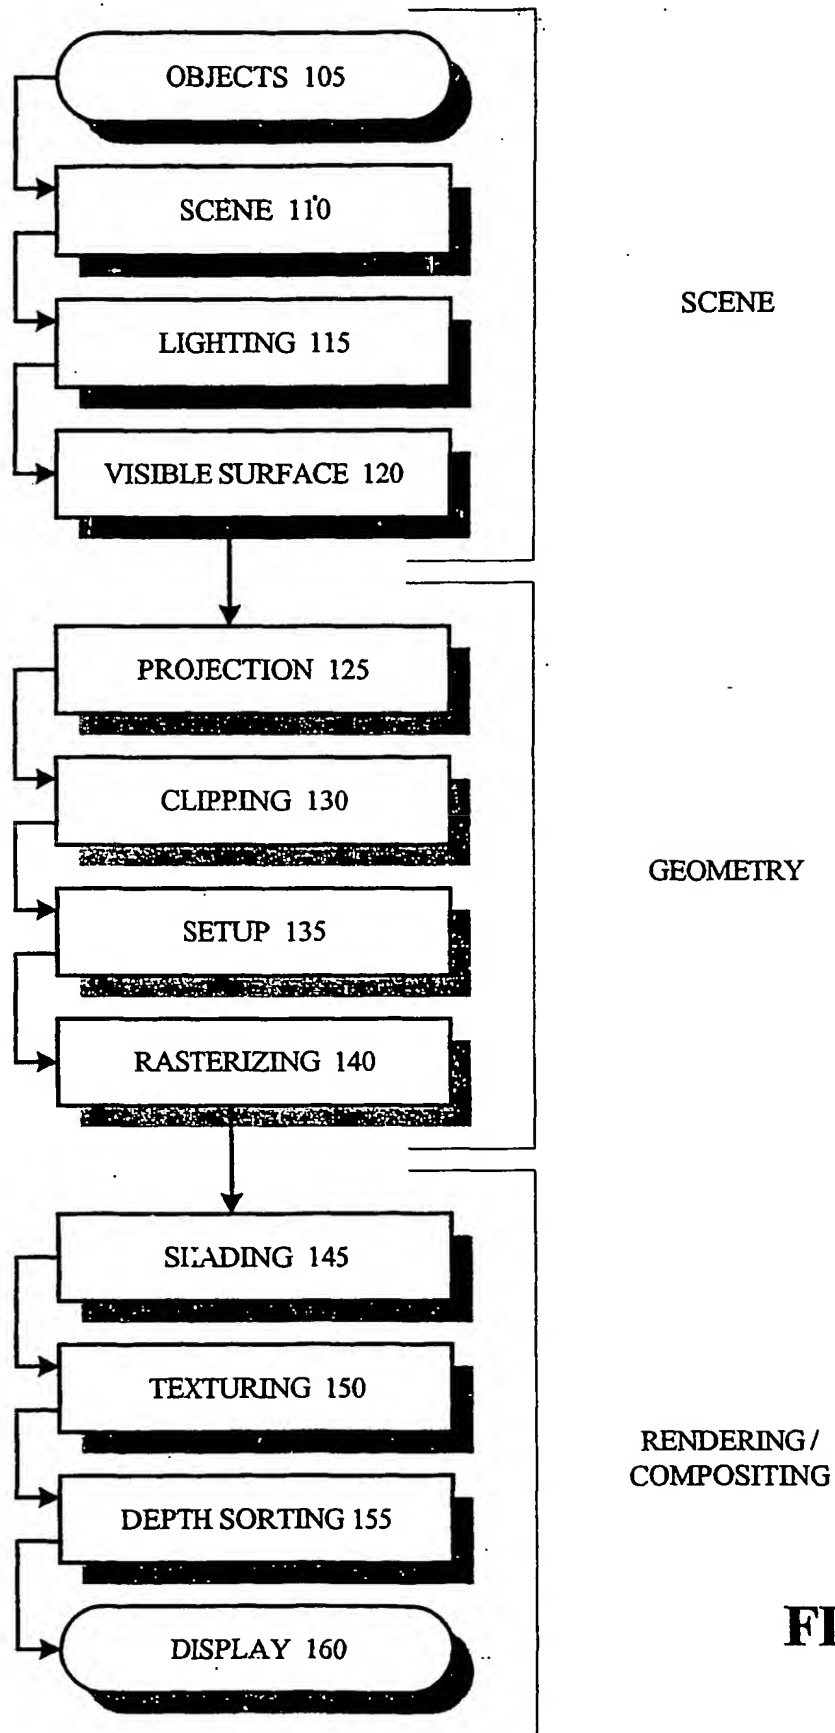 OBJECTS 105
SCENE 110
LIGHTING 115
VISIBLE SURFACE 120
SCENE
PROJECTION 125
CLIPPING 130
SETUP 135
RASTERIZING 140
GEOMETRY
SHADING 145
TEXTURING 150
DEPTH SORTING 155
DISPLAY 160
RENDERING /
COMPOSITING